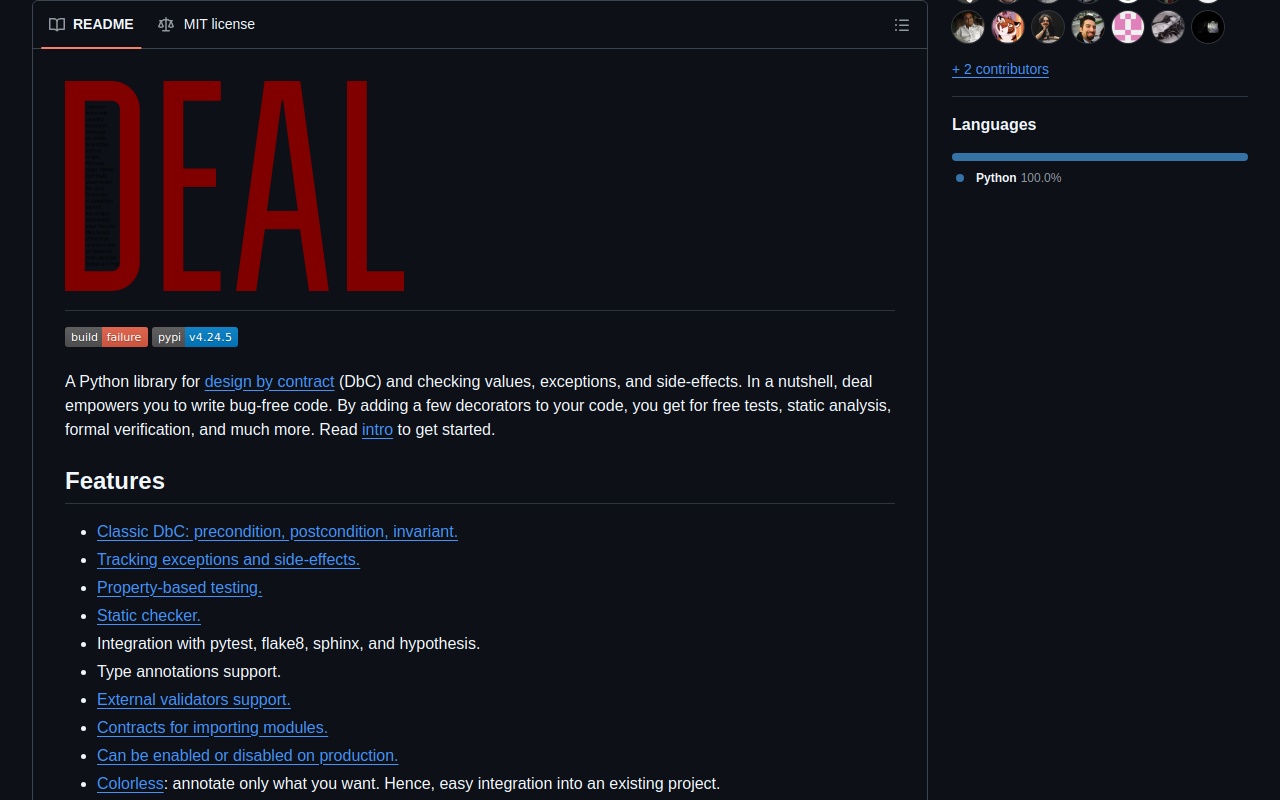 README
MIT license
DEAL
build failure pypi v4.24.5
A Python library for design by contract (DbC) and checking values, exceptions, and side-effects. In a nutshell, deal
empowers you to write bug-free code. By adding a few decorators to your code, you get for free tests, static analysis,
formal verification, and much more. Read intro to get started.
Features
Classic DbC: precondition, postcondition, invariant.
Tracking exceptions and side-effects.
Property-based testing.
Static checker.
Integration with pytest, flake8, sphinx, and hypothesis.
Type annotations support.
External validators support.
Contracts for importing modules.
Can be enabled or disabled on production.
Colorless: annotate only what you want. Hence, easy integration into an existing project.
+ 2 contributors
Languages
Python 100.0%